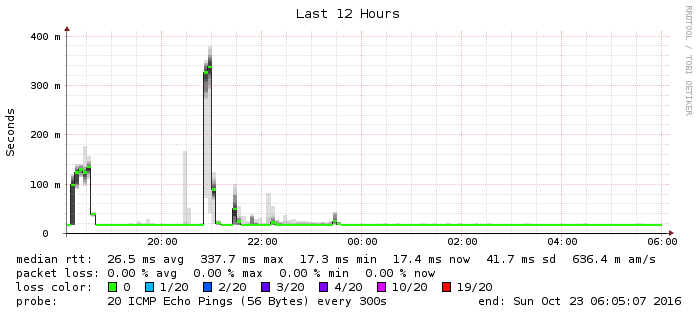 Last 12 Hours
RRDTOOL / TOBI OETIKER
Seconds
400 m
300 m
200 m
100 m
0
20:00 22:00 00:00 02:00 04:00 06:00
median rtt: 26.5 ms avg 337.7 ms max 17.3 ms min 17.4 ms now 41.7 ms sd 636.4 m am/s
packet loss: 0.00 % avg 0.00 % max 0.00 % min 0.00 % now
loss color: 0 1/20 2/20 3/20 4/20 10/20 19/20
probe: 20 ICMP Echo Pings (56 Bytes) every 300s end: Sun Oct 23 06:05:07 2016